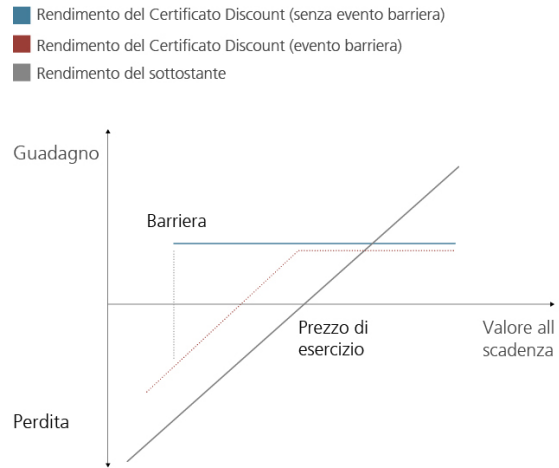 Rendimento del Certificato Discount (senza evento barriera)
Rendimento del Certificato Discount (evento barriera)
Rendimento del sottostante
Guadagno
Barriera
Prezzo di
esercizio
Valore all
scadenza
Perdita